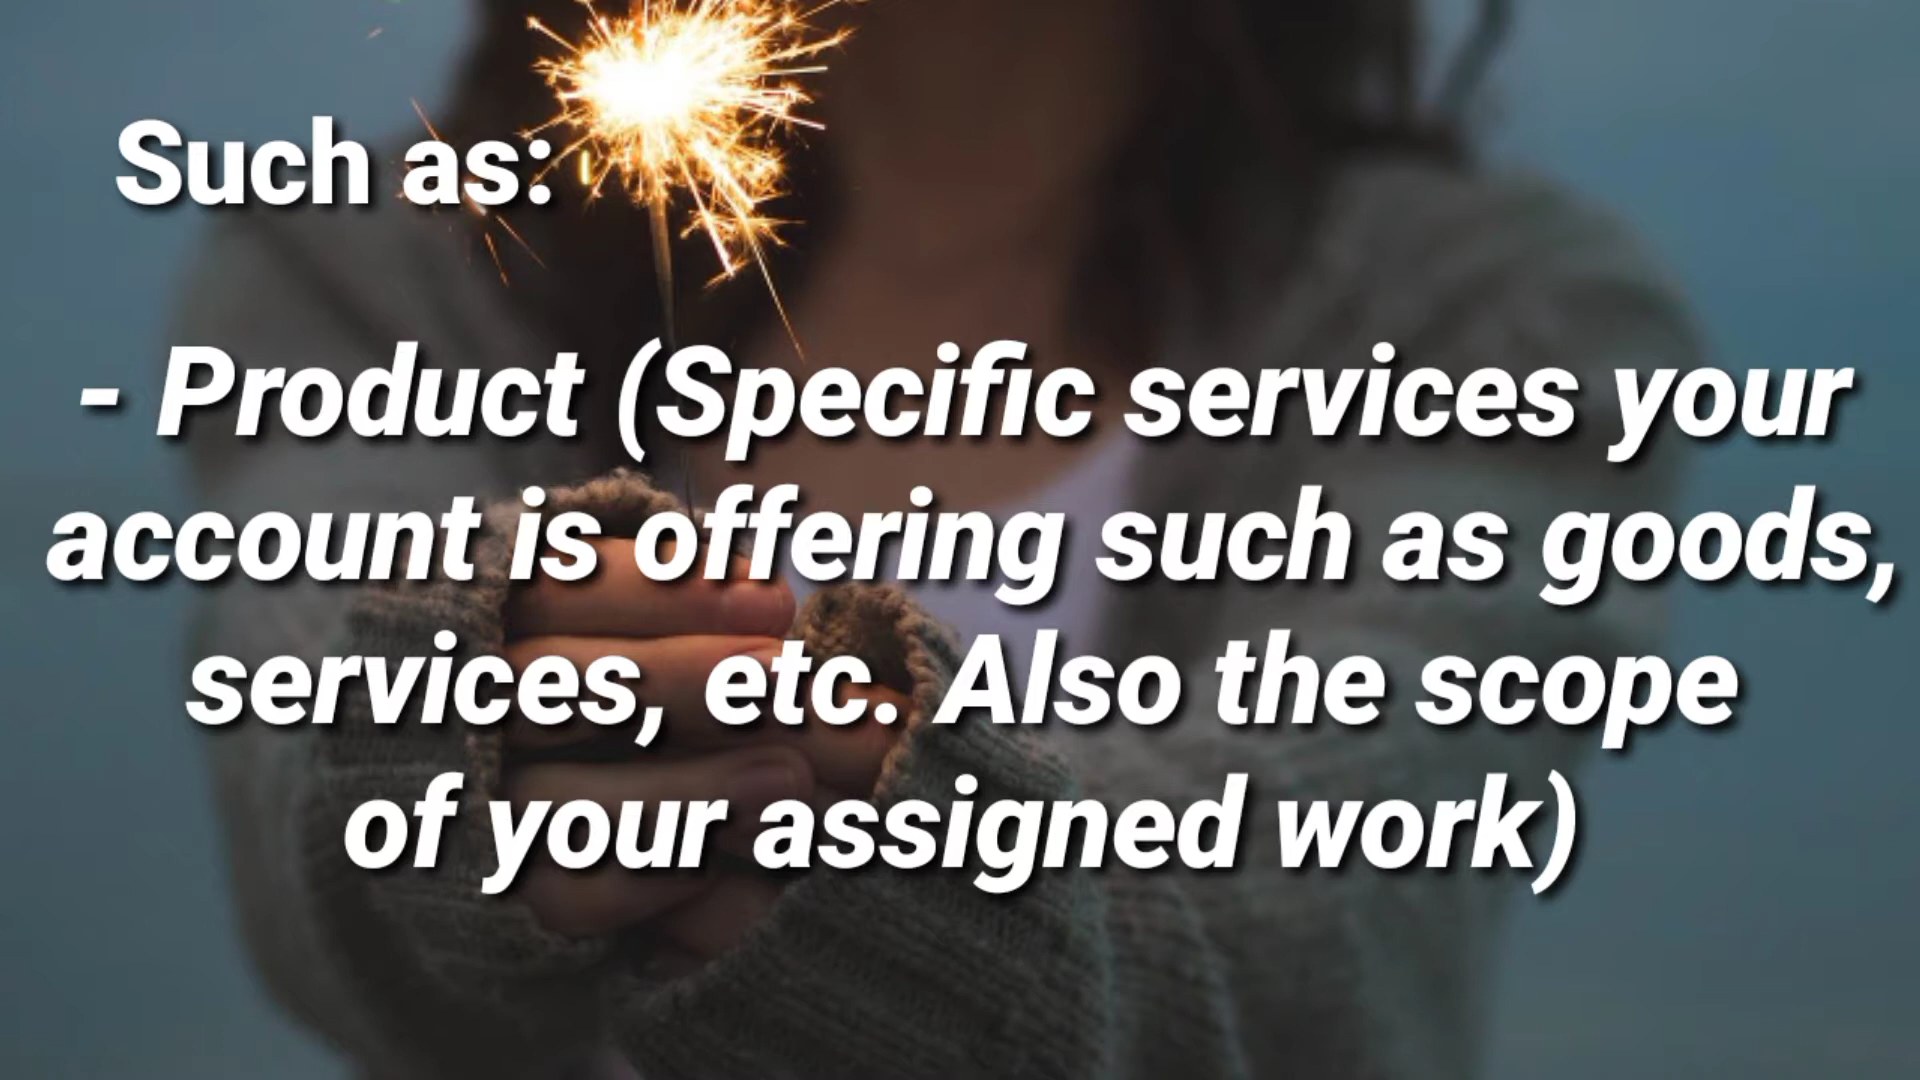 Such as:
- Product (Specific services your
account is offering such as goods,
services, etc. Also the scope
of your assigned work)